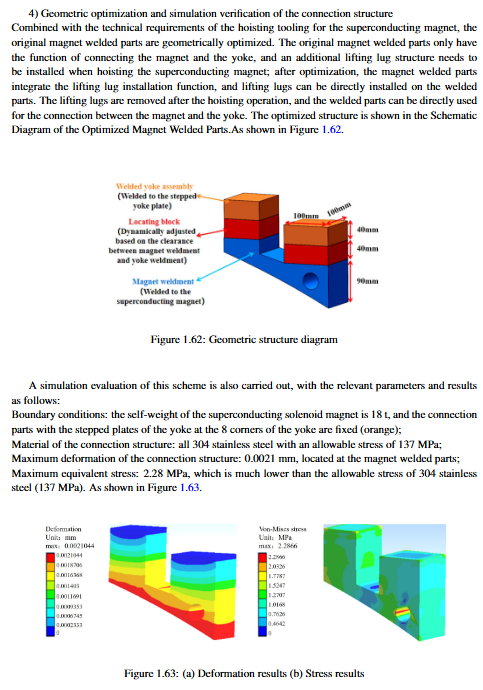 4) Geometric optimization and simulation verification of the connection structure
Combined with the technical requirements of the hoisting tooling for the superconducting magnet, the
original magnet welded parts are geometrically optimized. The original magnet welded parts only have
the function of connecting the magnet and the yoke, and an additional lifting lug structure needs to
be installed when hoisting the superconducting magnet; after optimization, the magnet welded parts
integrate the lifting lug installation function, and lifting lugs can be directly installed on the welded
parts. The lifting lugs are removed after the hoisting operation, and the welded parts can be directly used
for the connection between the magnet and the yoke. The optimized structure is shown in the Schematic
Diagram of the Optimized Magnet Welded Parts.As shown in Figure 1.62.
Welded yoke assembly
(Welded to the stepped
yoke plate)
Locating block
(Dynamically adjusted
based on the clearance
between magnet weldment
and yoke weldment)
Magnet weldment
(Welded to the
superconducting magnet)
100mm
100mm
40mm
40mm
90mm
Figure 1.62: Geometric structure diagram
A simulation evaluation of this scheme is also carried out, with the relevant parameters and results
as follows:
Boundary conditions: the self-weight of the superconducting solenoid magnet is 18 t, and the connection
parts with the stepped plates of the yoke at the 8 corners of the yoke are fixed (orange);
Material of the connection structure: all 304 stainless steel with an allowable stress of 137 MPa;
Maximum deformation of the connection structure: 0.0021 mm, located at the magnet welded parts;
Maximum equivalent stress: 2.28 MPa, which is much lower than the allowable stress of 304 stainless
steel (137 MPa). As shown in Figure 1.63.
Deformation
Unit: mm
max: 0.0021044
0.0021044
0.0018706
0.0016368
0.001403
0.0011691
0.0009353
0.0006745
0.0002333
0
Von-Mises stress
Unit: MPa
max: 2.2866
2.2866
2.0326
1.7787
1.5247
1.2707
1.0168
0.7626
0.4642
0
Figure 1.63: (a) Deformation results (b) Stress results